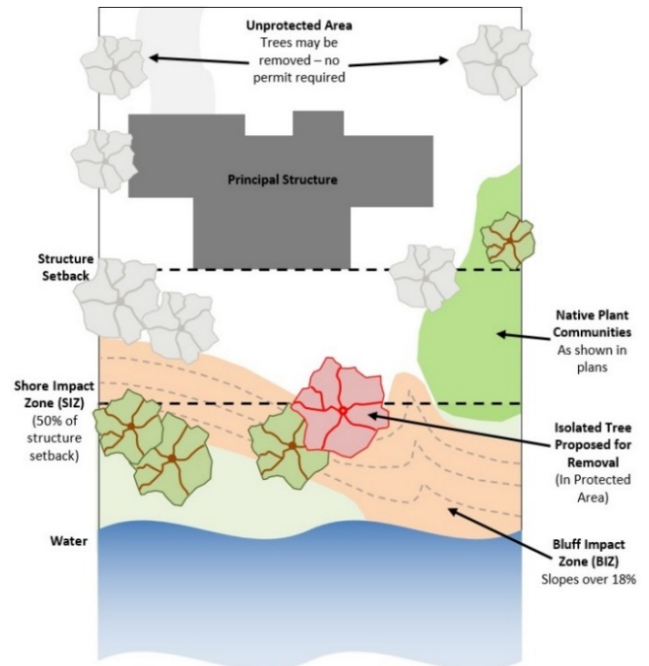 Unprotected Area
Trees may be
removed – no
permit required
Principal Structure
Structure
Setback
Native Plant
Communities
As shown in
plans
Shore Impact
Zone (SIZ)
(50% of
structure
setback)
Isolated Tree
Proposed for
Removal
(In Protected
Area)
Water
Bluff Impact
Zone (BIZ)
Slopes over 18%